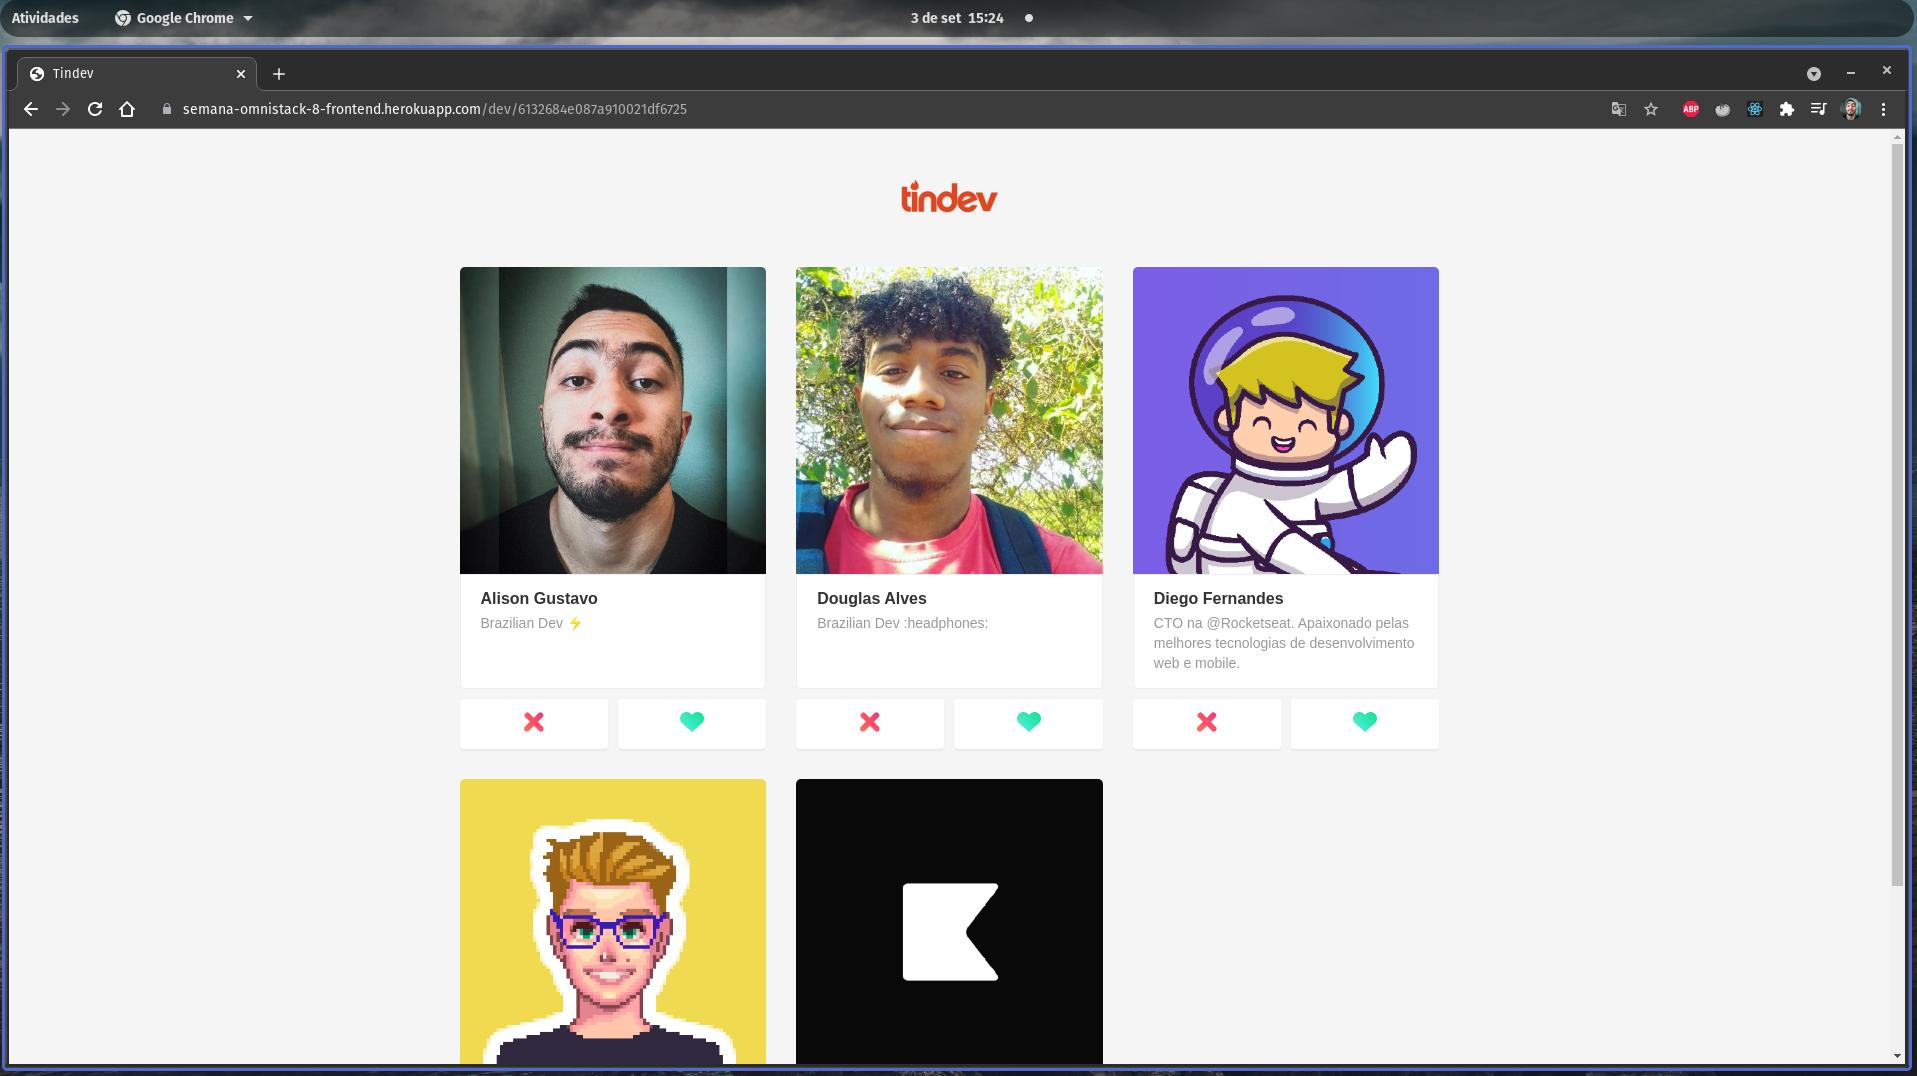 Atividades
Google Chrome
3 de set 15:24
Tindev
semana-omnistack-8-frontend.herokuapp.com/dev/6132684e087a910021df6725
ABP
tindev
Alison Gustavo
Brazilian Dev ⚡
Douglas Alves
Brazilian Dev :headphones:
Diego Fernandes
CTO na @Rocketseat. Apaixonado pelas
melhores tecnologias de desenvolvimento
web e mobile.